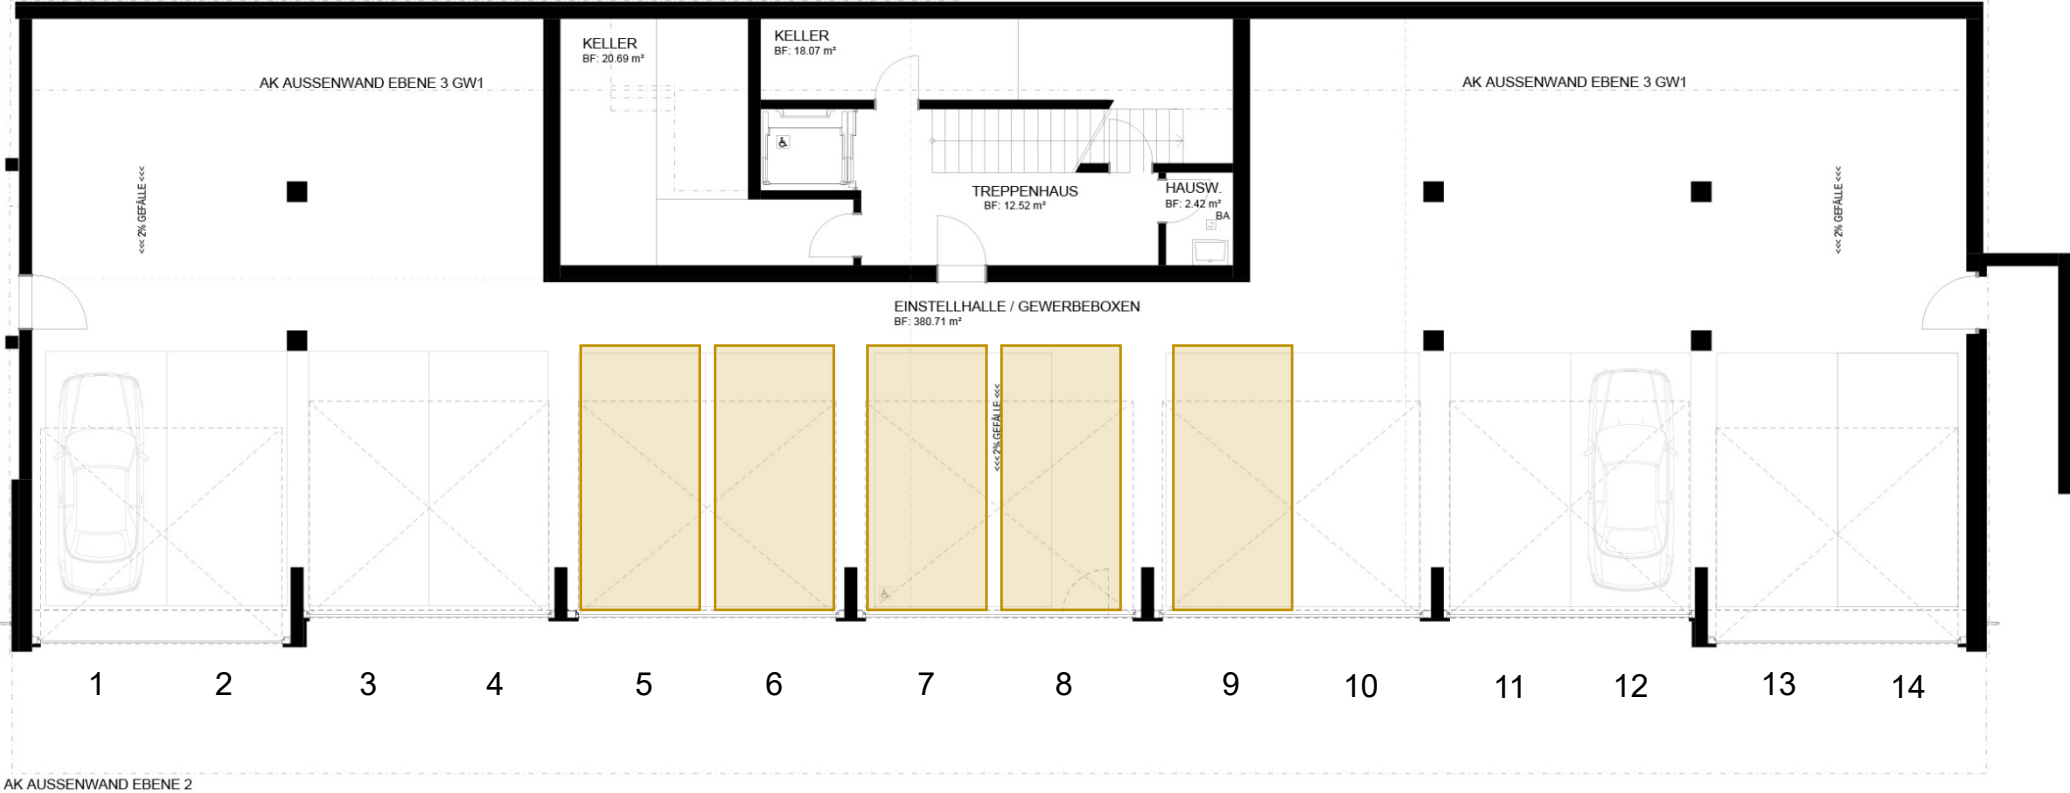 KELLER
BF: 20.69 m²
KELLER
BF: 18.07 m²
AK AUSSENWAND EBENE 3 GW1
AK AUSSENWAND EBENE 3 GW1
<<< 2% GEFÄLLE <<<
TREPPENHAUS
BF: 12.52 m²
HAUSW.
BF: 2.42 m²
BA
<<< 2% GEFÄLLE <<<
EINSTELLHALLE / GEWERBEBOXEN
BF: 380.71 m²
<<< 2% GEFÄLLE <<<
1 2 3 4 5 6 7 8 9 10 11 12 13 14
AK AUSSENWAND EBENE 2